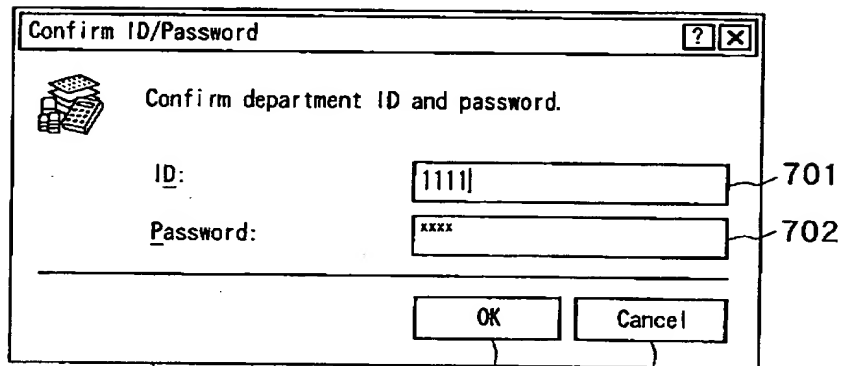 Confirm ID/Password ? X
Confirm department ID and password.
ID: 1111 701
Password: xxxx 702
OK Cancel